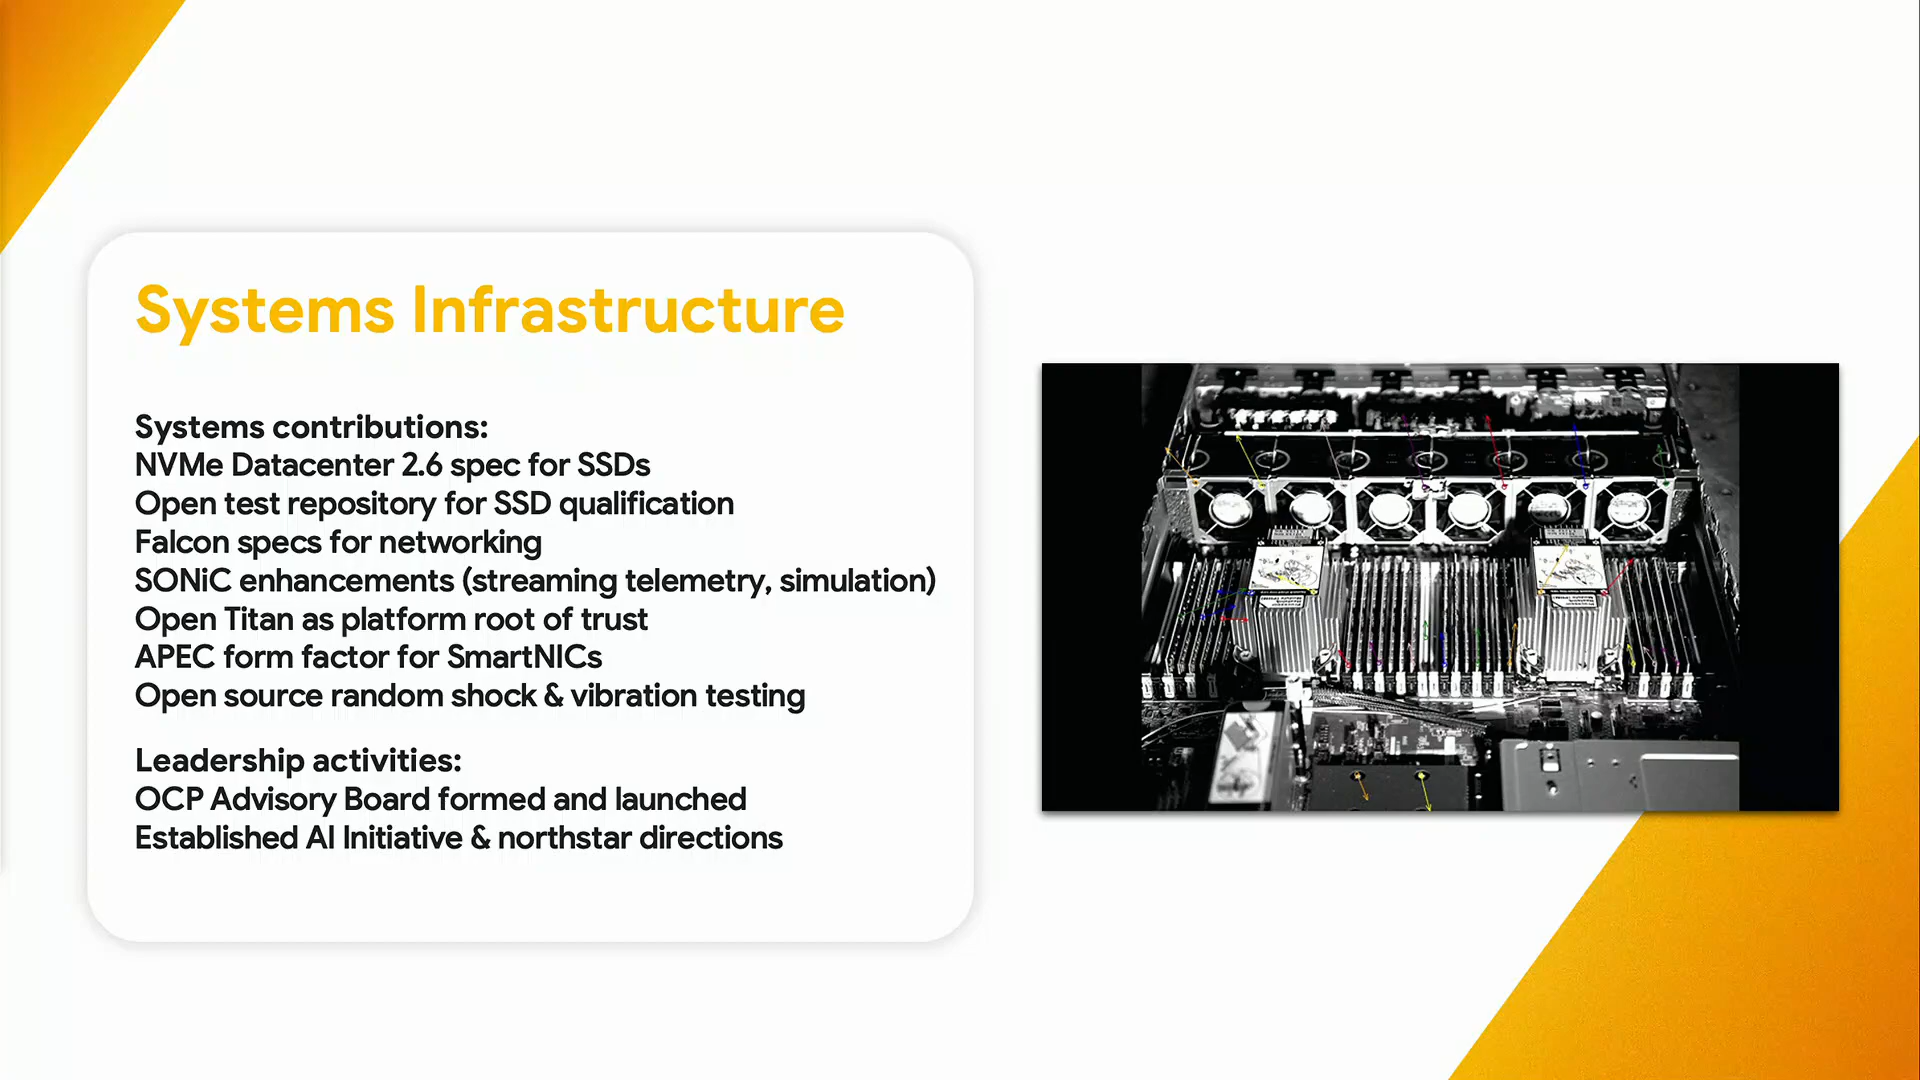 Systems Infrastructure
Systems contributions:
NVMe Datacenter 2.6 spec for SSDs
Open test repository for SSD qualification
Falcon specs for networking
SONiC enhancements (streaming telemetry, simulation)
Open Titan as platform root of trust
APEC form factor for SmartNICs
Open source random shock & vibration testing
Leadership activities:
OCP Advisory Board formed and launched
Established AI Initiative & northstar directions